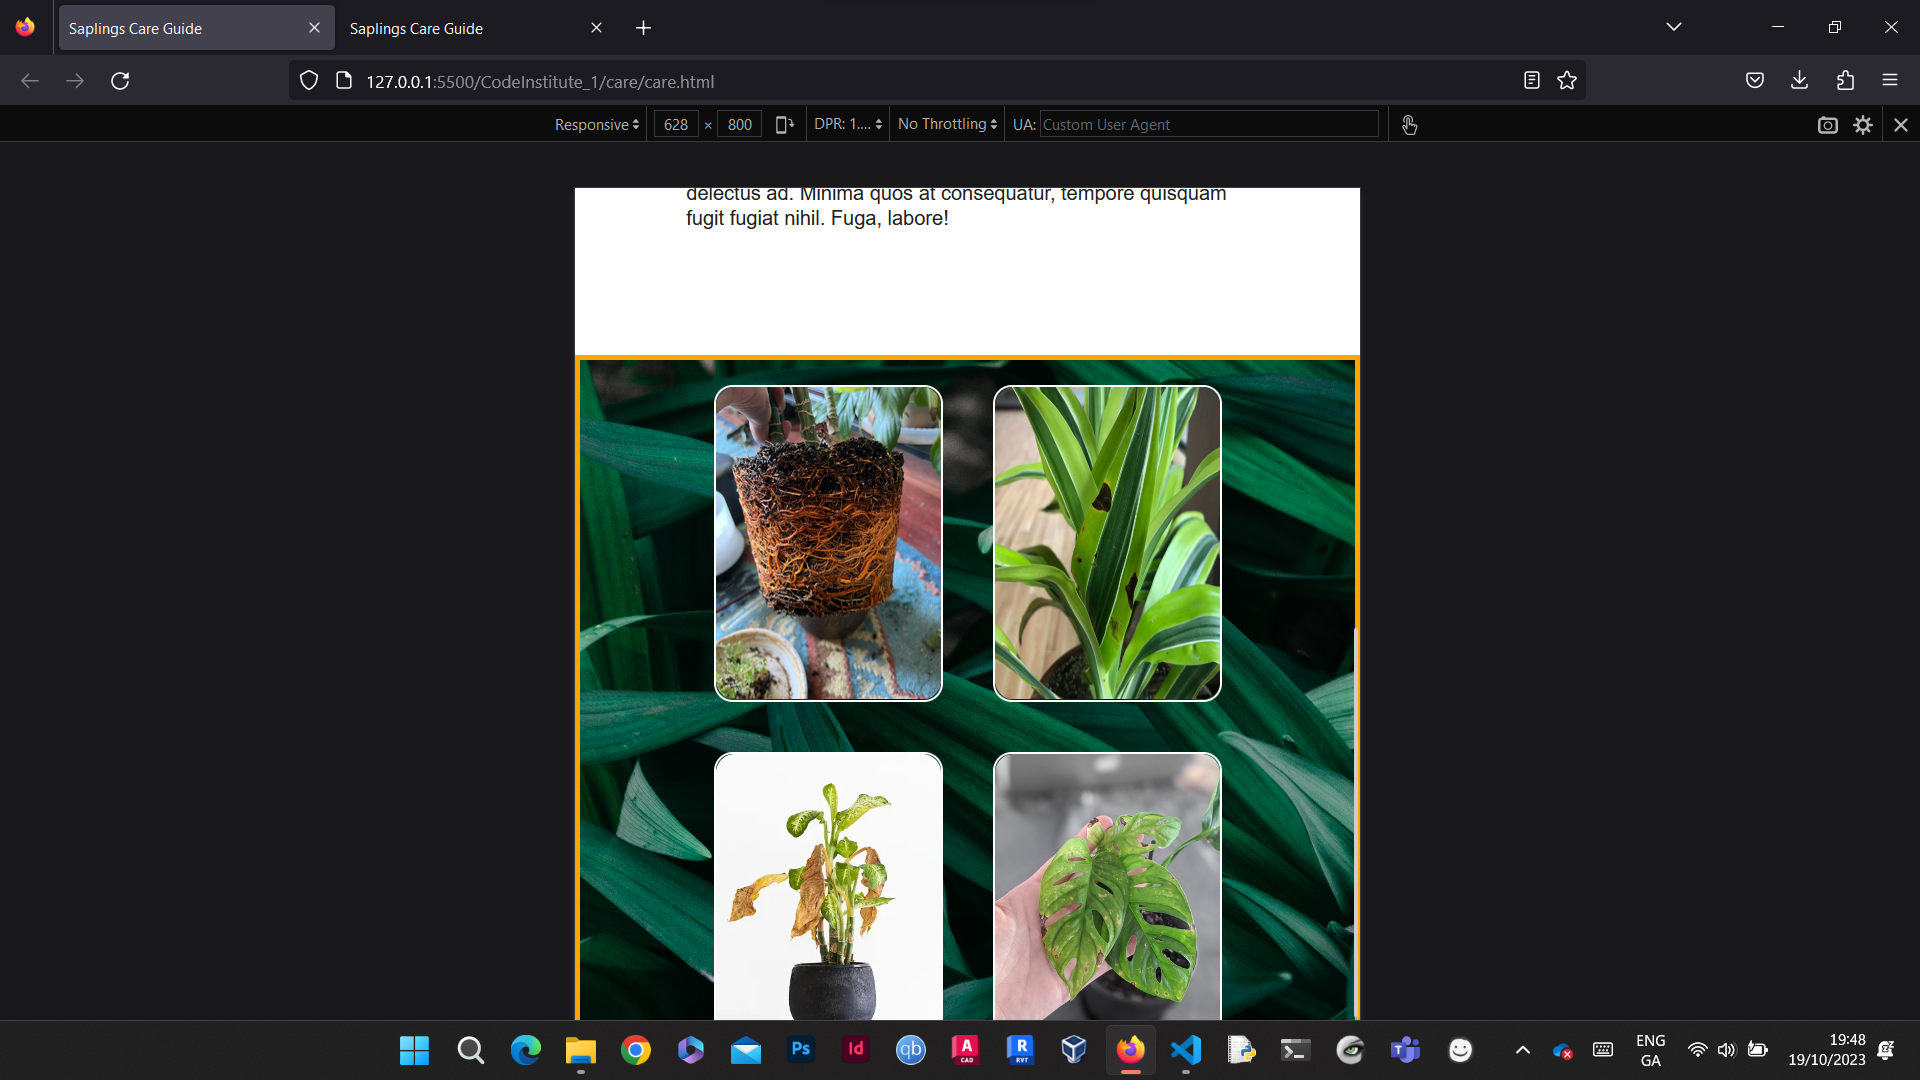 Saplings Care Guide
Saplings Care Guide
127.0.0.1:5500/CodeInstitute_1/care/care.html
Responsive 628 × 800 DPR: 1.... No Throttling UA: Custom User Agent
delectus ad. Minima quos at consequatur, tempore quisquam
fugit fugiat nihil. Fuga, labore!
Ps Id qb A CAD R RVT T
ENG
GA
19:48
19/10/2023